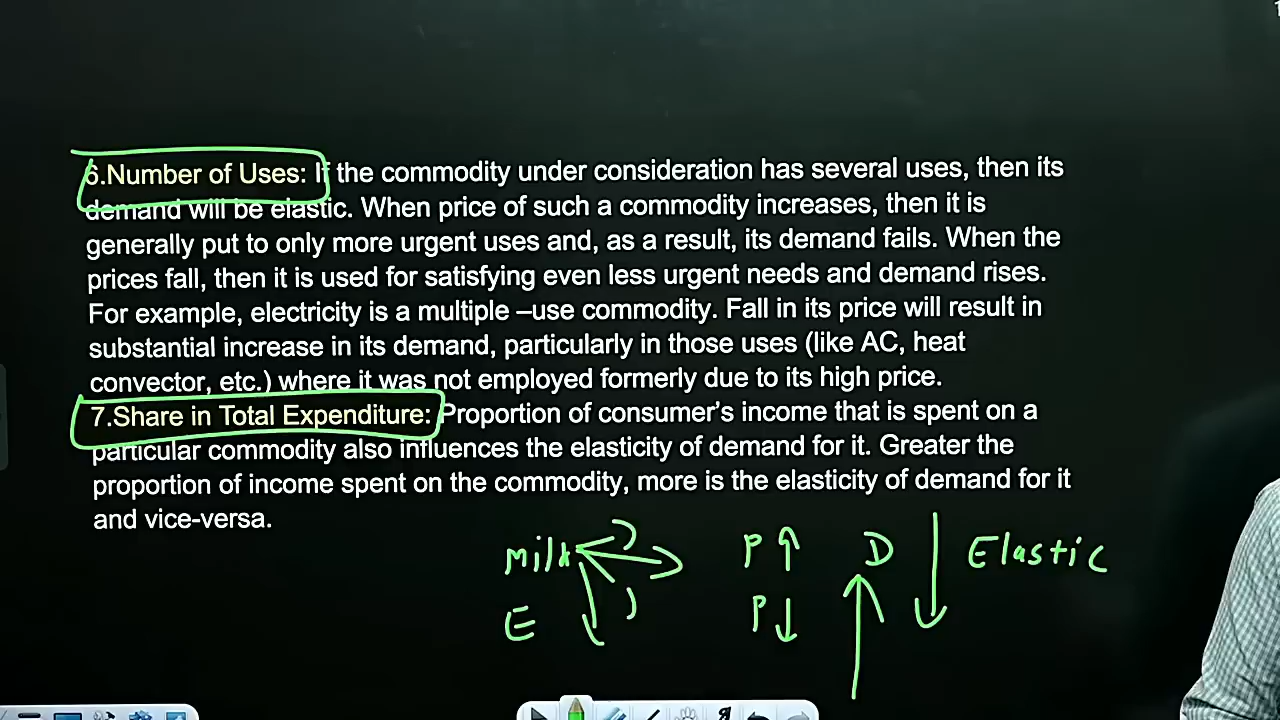 6.Number of Uses: If the commodity under consideration has several uses, then its
demand will be elastic. When price of such a commodity increases, then it is
generally put to only more urgent uses and, as a result, its demand fails. When the
prices fall, then it is used for satisfying even less urgent needs and demand rises.
For example, electricity is a multiple –use commodity. Fall in its price will result in
substantial increase in its demand, particularly in those uses (like AC, heat
convector, etc.) where it was not employed formerly due to its high price.
7.Share in Total Expenditure: Proportion of consumer's income that is spent on a
particular commodity also influences the elasticity of demand for it. Greater the
proportion of income spent on the commodity, more is the elasticity of demand for it
and vice-versa.
Milk P ↑ D ↓ Elastic
E P ↓ ↑